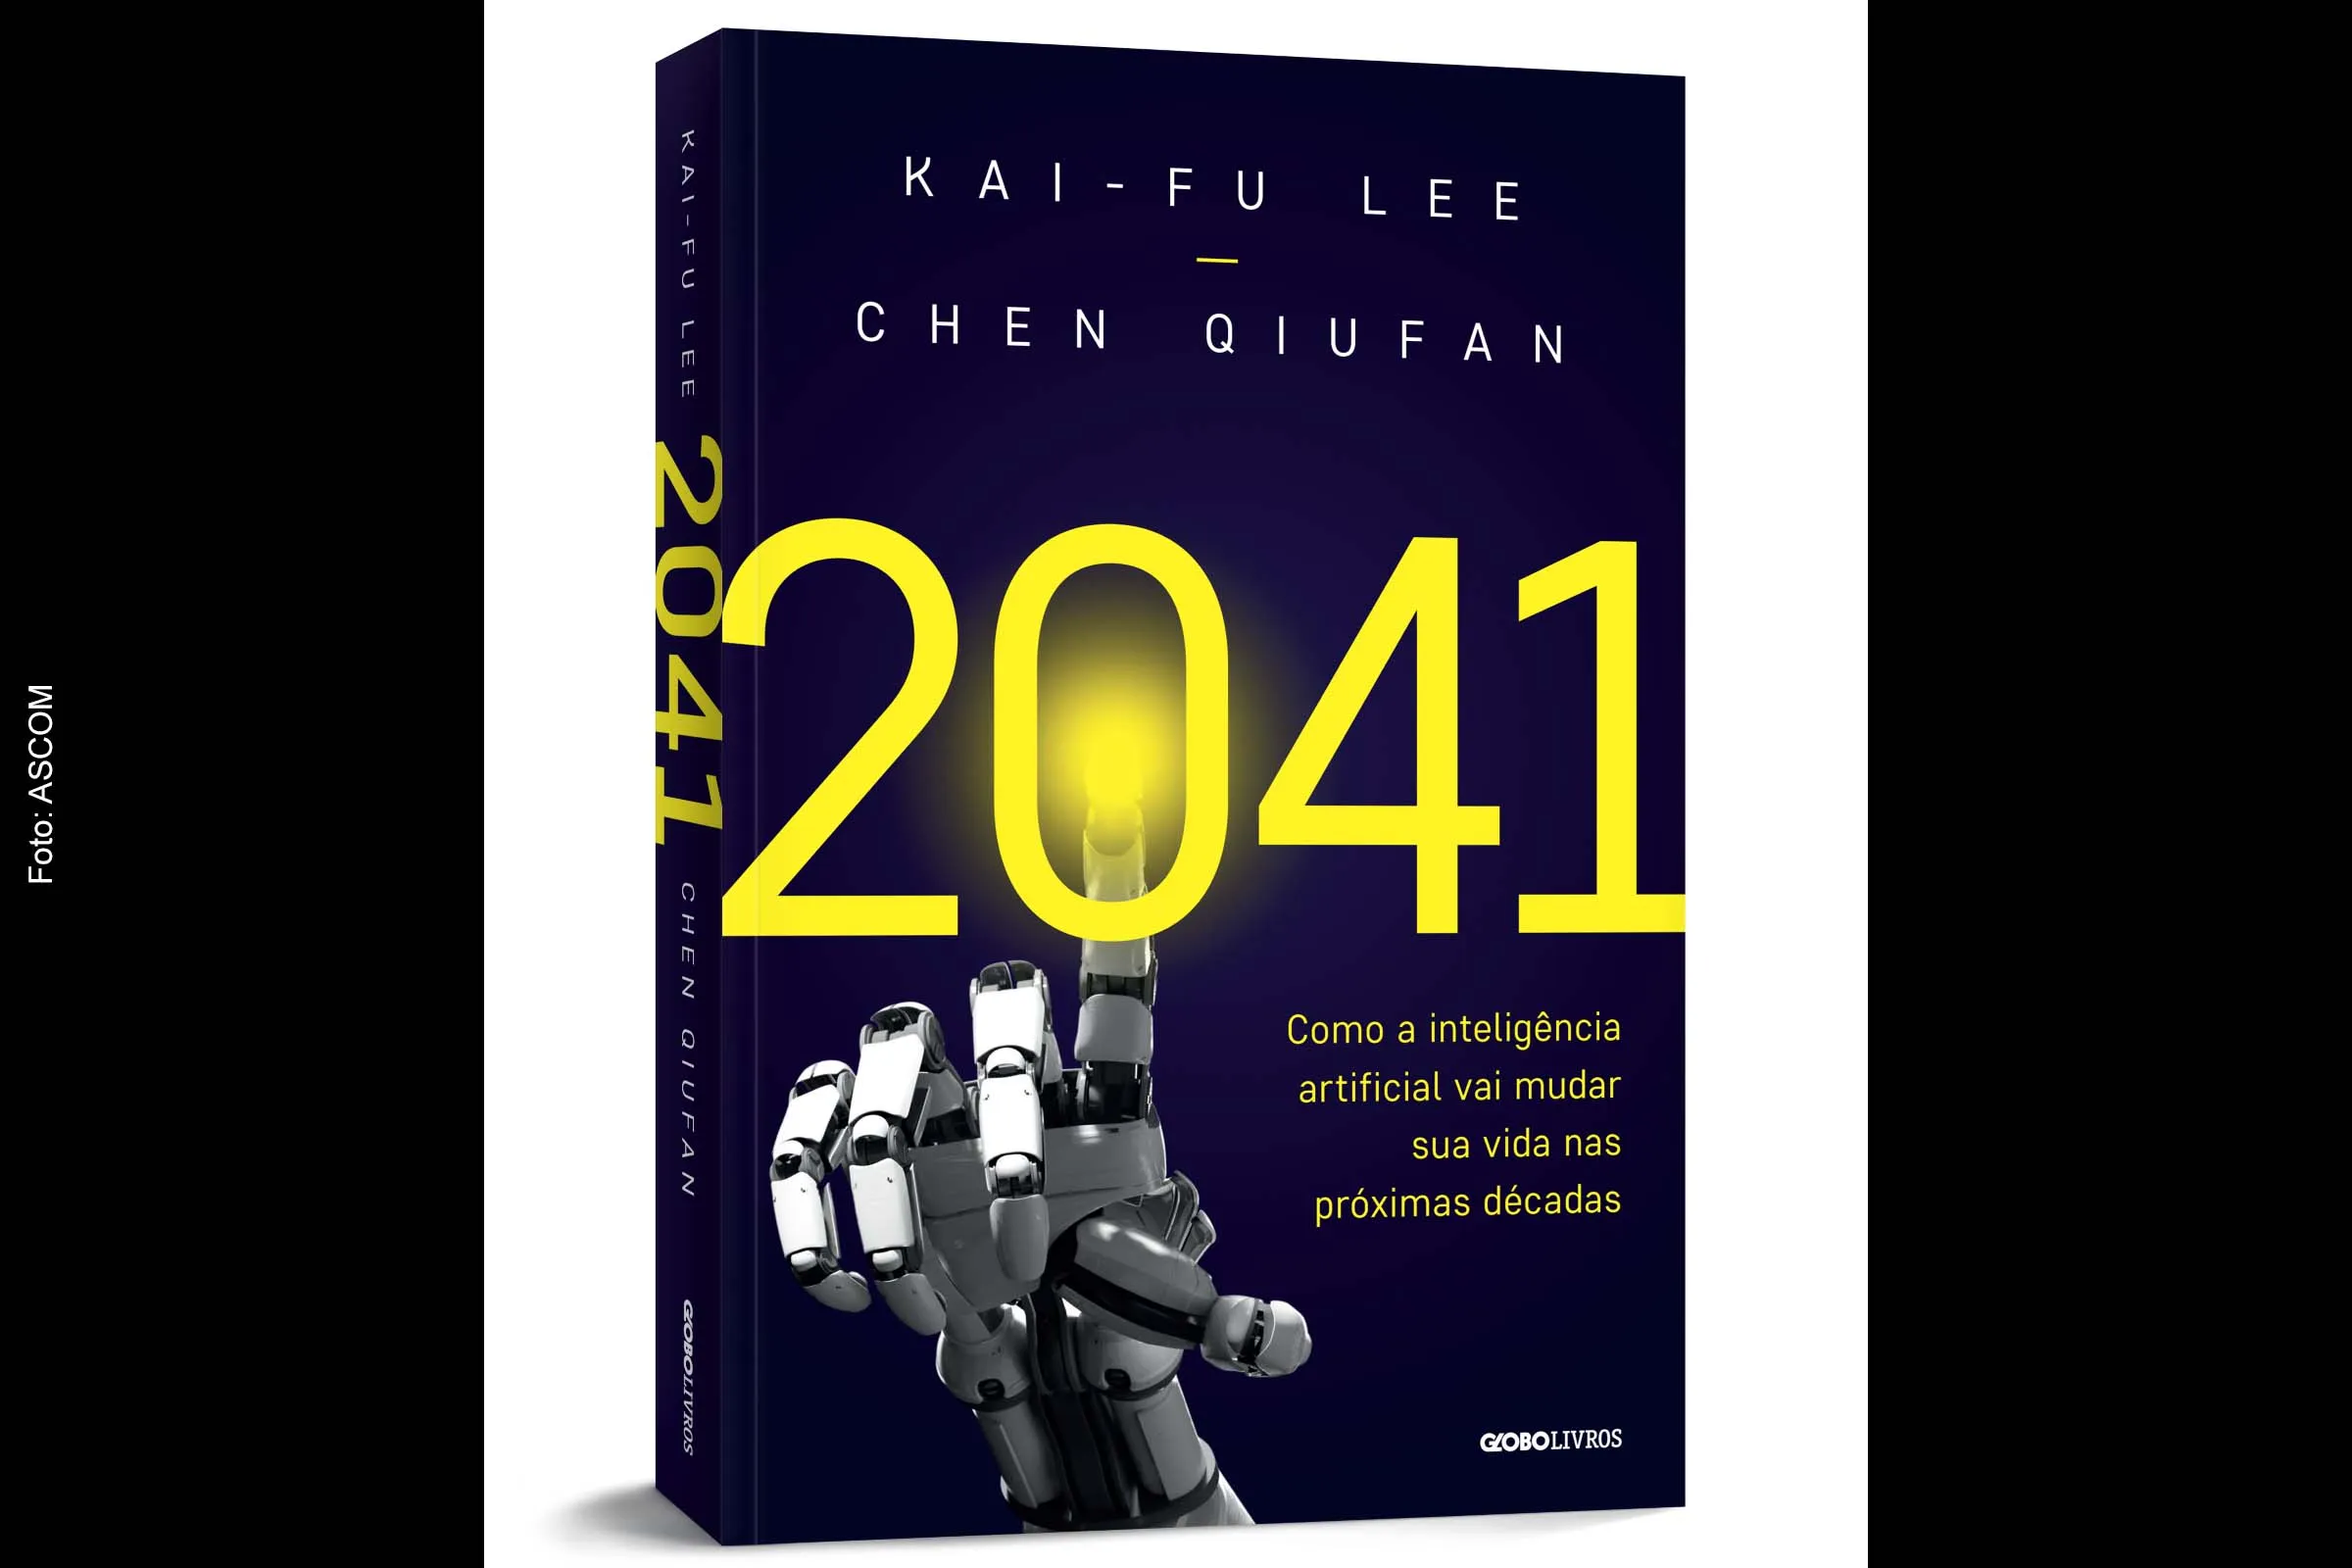 Foto: ASCOM
KAI-FU LEE 2041 CHEN QIUFAN GLOBOLIVROS
KAI-FU LEE
CHEN QIUFAN
2041
Como a inteligência
artificial vai mudar
sua vida nas
próximas décadas
GLOBOLIVROS